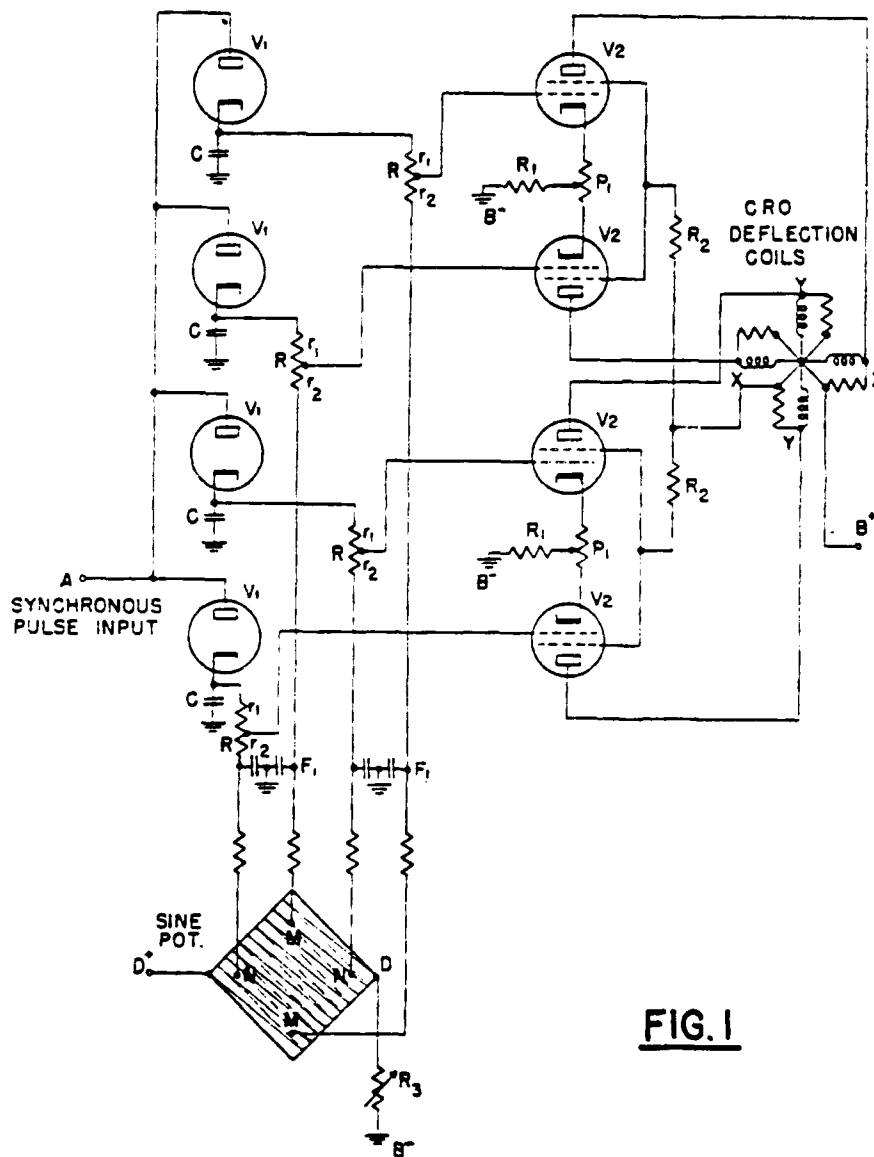 V1
V2
C
R
r1
r2
R1
B-
P1
R2
V2
CRO
DEFLECTION
COILS
V1
Y
C
R
r1
r2
X
Y
V1
V2
R2
C
R
r1
r2
R1
B-
P1
B+
A
SYNCHRONOUS
PULSE INPUT
V1
V2
C
R
r1
r2
F1
F1
SINE
POT.
D+
M
N
N
D
M
R3
B-
FIG. 1